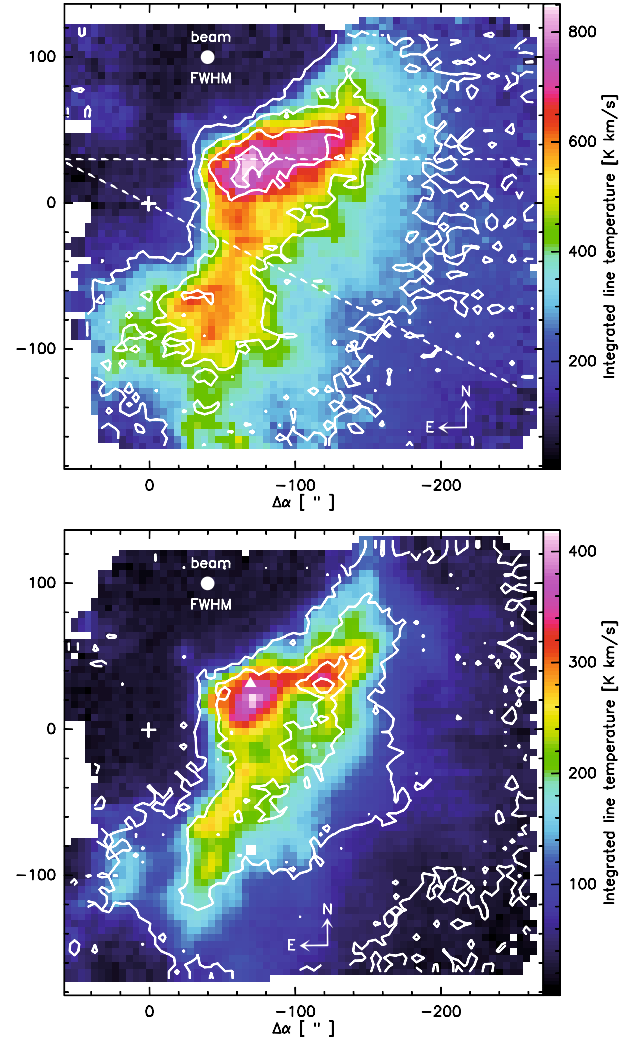 beam
FWHM
100
0
-100
0
-100
-200
Δα [ " ]
N
E
800
600
400
200
Integrated line temperature [K km/s]
beam
FWHM
100
0
-100
0
-100
-200
Δα [ " ]
N
E
400
300
200
100
Integrated line temperature [K km/s]